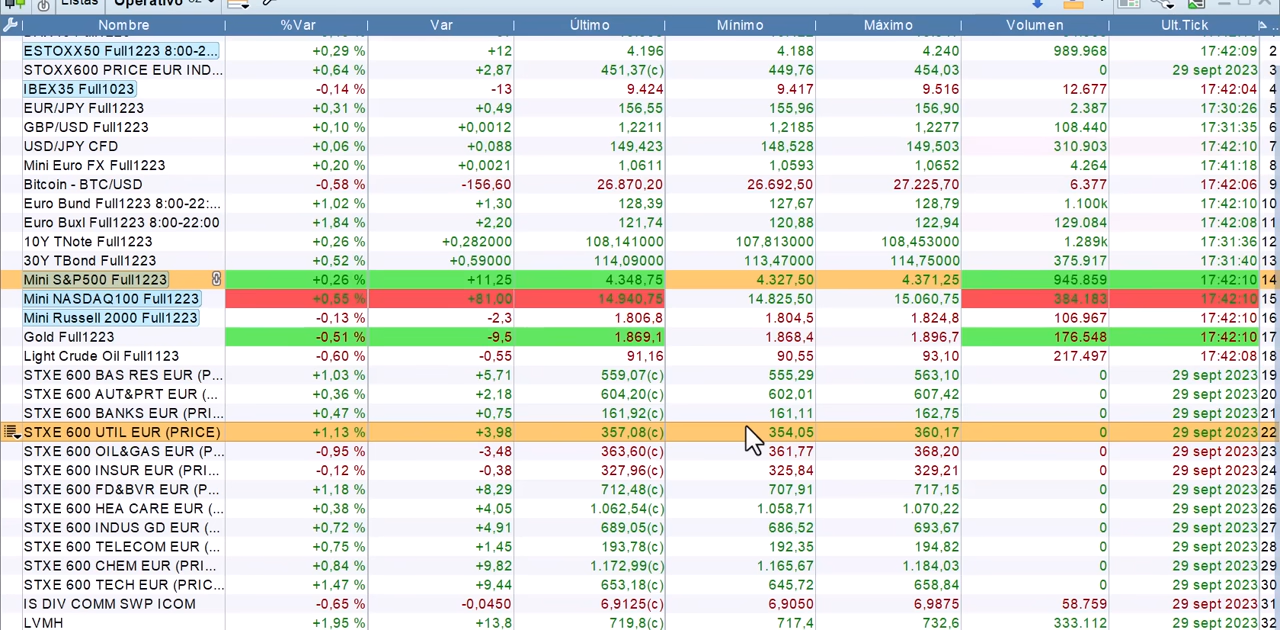 Listas Operativo
Nombre %Var Var Último Mínimo Máximo Volumen Ult.Tick
ESTOXX50 Full1223 8:00-2... +0,29 % +12 4.196 4.188 4.240 989.968 17:42:09 2
STOXX600 PRICE EUR IND... +0,64 % +2,87 451,37(c) 449,76 454,03 0 29 sept 2023 3
IBEX35 Full1023 -0,14 % -13 9.424 9.417 9.516 12.677 17:42:04 4
EUR/JPY Full1223 +0,31 % +0,49 156,55 155,96 156,90 2.387 17:30:26 5
GBP/USD Full1223 +0,10 % +0,0012 1,2211 1,2185 1,2277 108.440 17:31:35 6
USD/JPY CFD +0,06 % +0,088 149,423 148,528 149,503 310.903 17:42:10 7
Mini Euro FX Full1223 +0,20 % +0,0021 1,0611 1,0593 1,0652 4.264 17:41:18 8
Bitcoin - BTC/USD -0,58 % -156,60 26.870,20 26.692,50 27.225,70 6.377 17:42:06 9
Euro Bund Full1223 8:00-22:... +1,02 % +1,30 128,39 127,67 128,79 1.100k 17:42:10 10
Euro Buxl Full1223 8:00-22:00 +1,84 % +2,20 121,74 120,88 122,94 129.084 17:42:08 11
10Y TNote Full1223 +0,26 % +0,282000 108,141000 107,813000 108,453000 1.289k 17:31:36 12
30Y TBond Full1223 +0,52 % +0,59000 114,09000 113,47000 114,75000 375.917 17:31:40 13
Mini S&P500 Full1223 +0,26 % +11,25 4.348,75 4.327,50 4.371,25 945.859 17:42:10 14
Mini NASDAQ100 Full1223 +0,55 % +81,00 14.940,75 14.825,50 15.060,75 384.183 17:42:10 15
Mini Russell 2000 Full1223 -0,13 % -2,3 1.806,8 1.804,5 1.824,8 106.967 17:42:10 16
Gold Full1223 -0,51 % -9,5 1.869,1 1.868,4 1.896,7 176.548 17:42:10 17
Light Crude Oil Full1123 -0,60 % -0,55 91,16 90,55 93,10 217.497 17:42:08 18
STXE 600 BAS RES EUR (P... +1,03 % +5,71 559,07(c) 555,29 563,10 0 29 sept 2023 19
STXE 600 AUT&PRT EUR (... +0,36 % +2,18 604,20(c) 602,01 607,42 0 29 sept 2023 20
STXE 600 BANKS EUR (PRI... +0,47 % +0,75 161,92(c) 161,11 162,75 0 29 sept 2023 21
STXE 600 UTIL EUR (PRICE) +1,13 % +3,98 357,08(c) 354,05 360,17 0 29 sept 2023 22
STXE 600 OIL&GAS EUR (P... -0,95 % -3,48 363,60(c) 361,77 368,20 0 29 sept 2023 23
STXE 600 INSUR EUR (PRI... -0,12 % -0,38 327,96(c) 325,84 329,21 0 29 sept 2023 24
STXE 600 FD&BVR EUR (P... +1,18 % +8,29 712,48(c) 707,91 717,15 0 29 sept 2023 25
STXE 600 HEA CARE EUR (... +0,38 % +4,05 1.062,54(c) 1.058,71 1.070,22 0 29 sept 2023 26
STXE 600 INDUS GD EUR (... +0,72 % +4,91 689,05(c) 686,52 693,67 0 29 sept 2023 27
STXE 600 TELECOM EUR (... +0,75 % +1,45 193,78(c) 192,35 194,82 0 29 sept 2023 28
STXE 600 CHEM EUR (PRI... +0,84 % +9,82 1.172,99(c) 1.165,67 1.184,03 0 29 sept 2023 29
STXE 600 TECH EUR (PRIC... +1,47 % +9,44 653,18(c) 645,72 658,84 0 29 sept 2023 30
IS DIV COMM SWP ICOM -0,65 % -0,0450 6,9125(c) 6,9050 6,9875 58.759 29 sept 2023 31
LVMH +1,95 % +13,8 719,8(c) 717,4 732,6 333.112 29 sept 2023 32